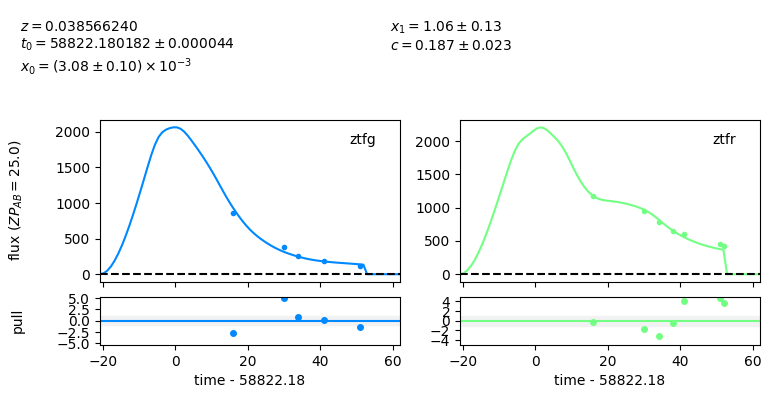 z = 0.038566240
t₀ = 58822.180182 ± 0.000044
x₀ = (3.08 ± 0.10) × 10⁻³
x₁ = 1.06 ± 0.13
c = 0.187 ± 0.023
flux (ZP_AB = 25.0)
2000
1500
1000
500
0
ztfg
2000
1500
1000
500
0
ztfr
pull
5.0
2.5
0.0
−2.5
−5.0
−20 0 20 40 60
time - 58822.18
4
2
0
−2
−4
−20 0 20 40 60
time - 58822.18